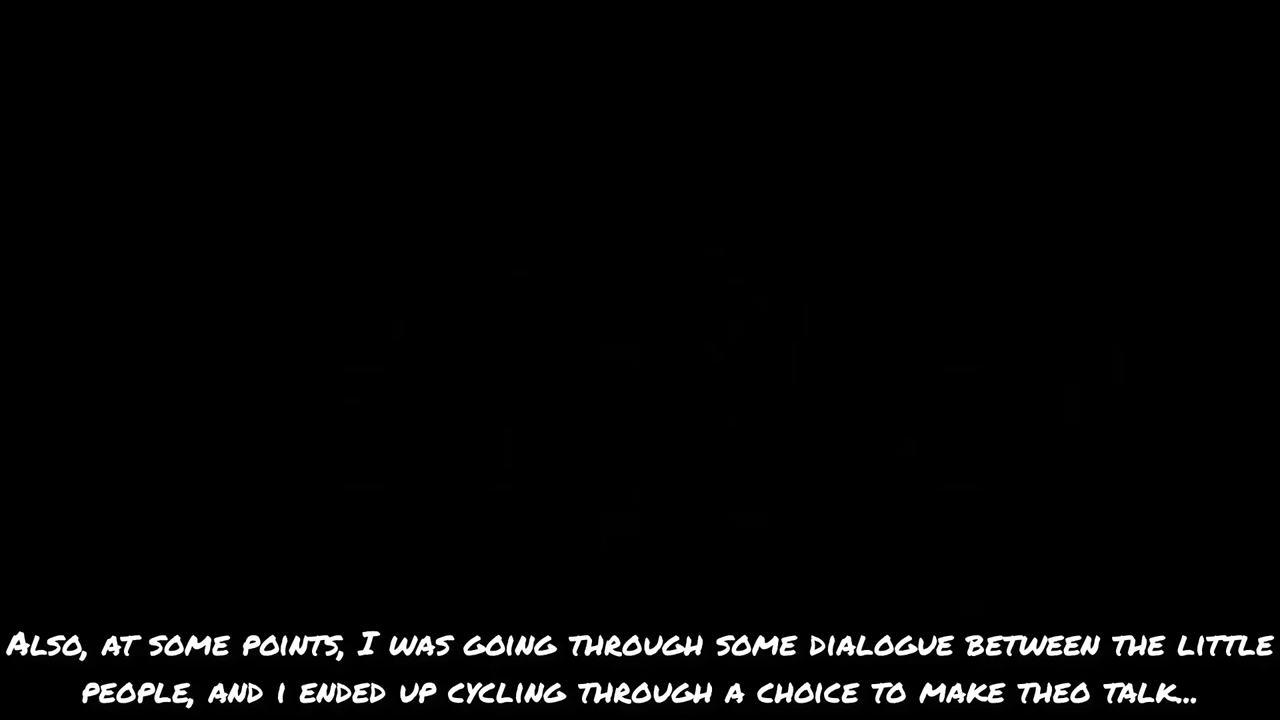 Also, at some points, I was going through some dialogue between the little
people, and i ended up cycling through a choice to make Theo talk...